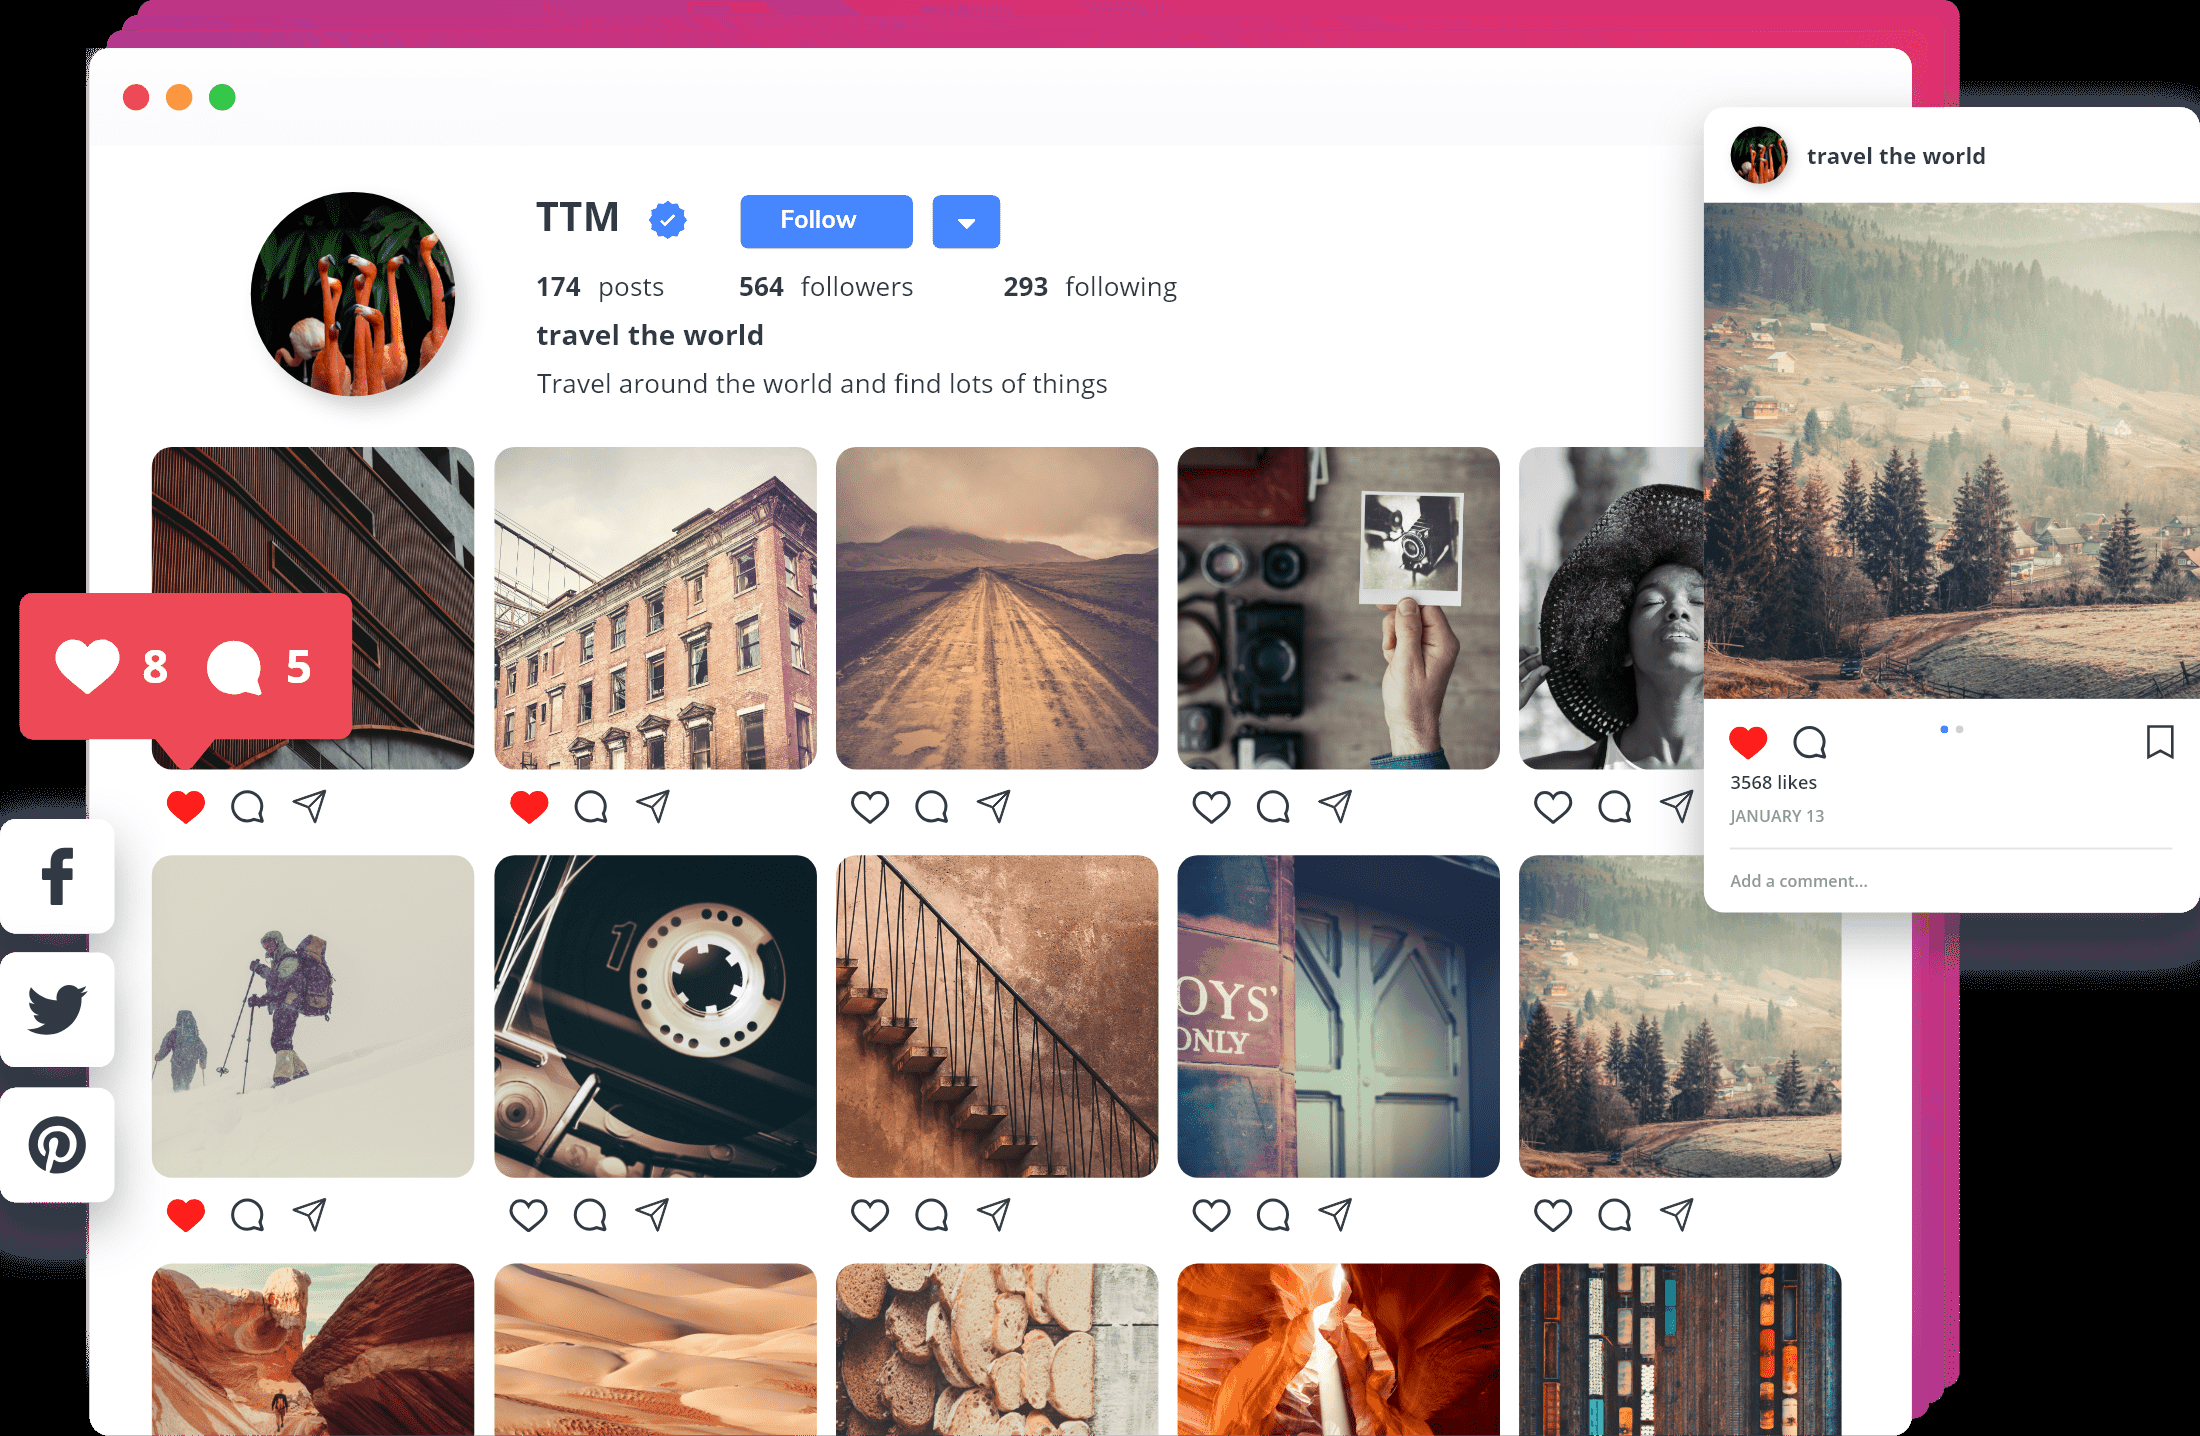 TTM Follow
174 posts 564 followers 293 following
travel the world
Travel around the world and find lots of things
travel the world
8 5
3568 likes
JANUARY 13
Add a comment...
1
OYS'
ONLY